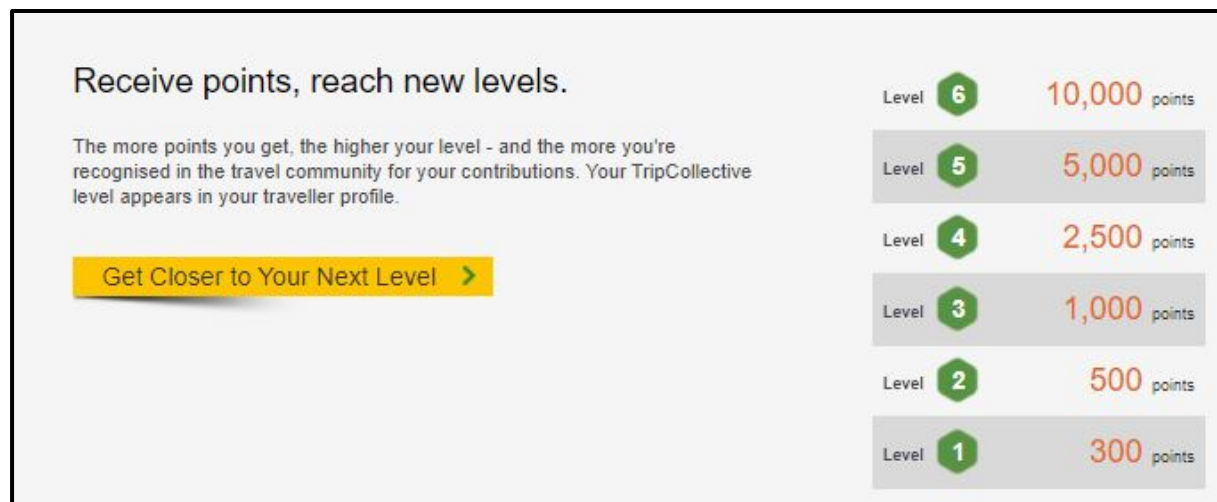 Receive points, reach new levels.
The more points you get, the higher your level - and the more you're
recognised in the travel community for your contributions. Your TripCollective
level appears in your traveller profile.
Get Closer to Your Next Level
Level 6 10,000 points
Level 5 5,000 points
Level 4 2,500 points
Level 3 1,000 points
Level 2 500 points
Level 1 300 points